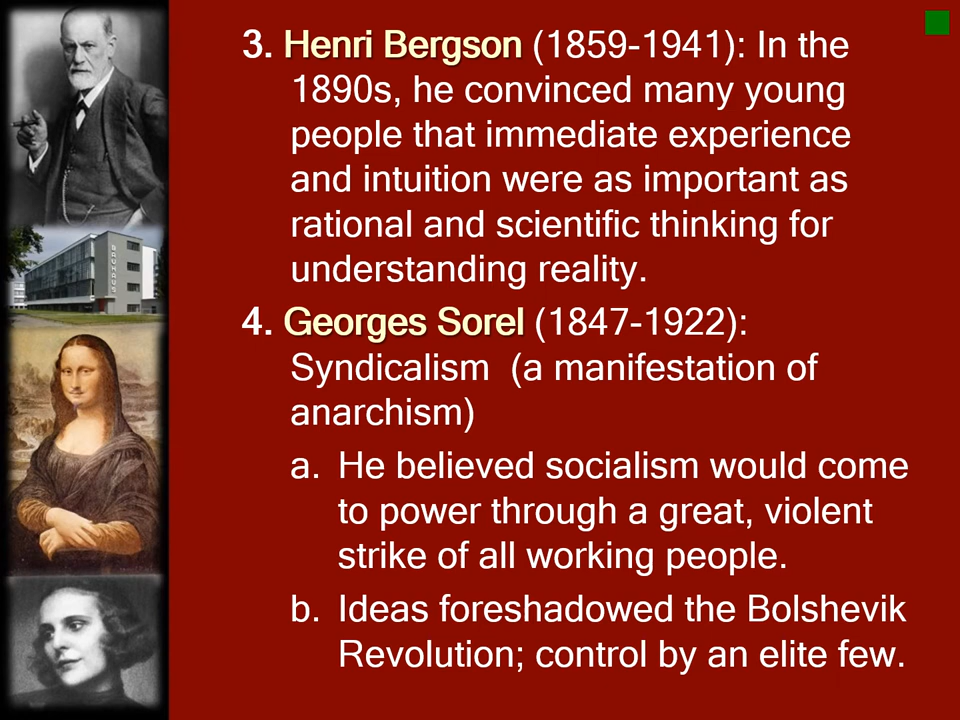 3. Henri Bergson (1859-1941): In the
1890s, he convinced many young
people that immediate experience
and intuition were as important as
rational and scientific thinking for
understanding reality.
4. Georges Sorel (1847-1922):
Syndicalism (a manifestation of
anarchism)
a. He believed socialism would come
to power through a great, violent
strike of all working people.
b. Ideas foreshadowed the Bolshevik
Revolution; control by an elite few.
BAUHAUS